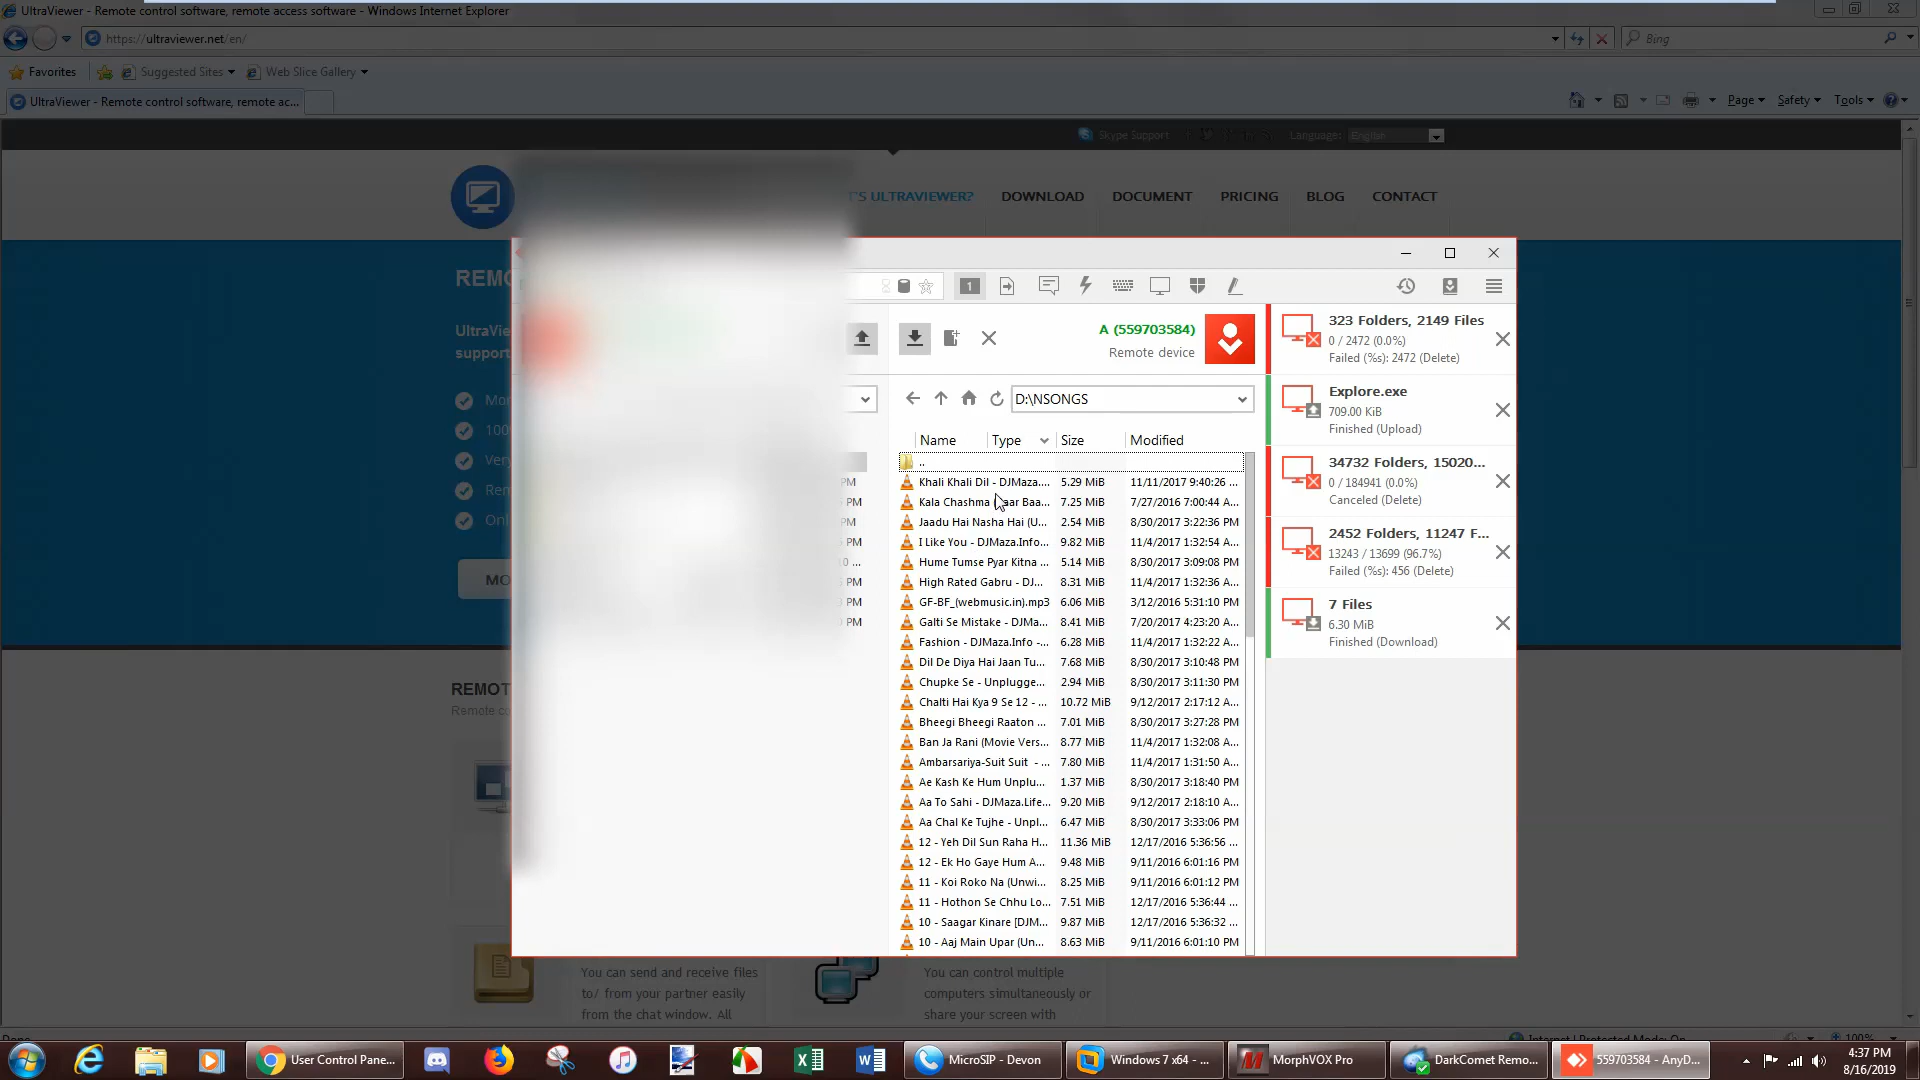 UltraViewer - Remote control software, remote access software - Windows Internet Explorer
https://ultraviewer.net/en/
Bing
Favorites
Suggested Sites
Web Slice Gallery
UltraViewer - Remote control software, remote ac...
Page
Safety
Tools
Skype Support
Language:
English
'S ULTRAVIEWER?
DOWNLOAD
DOCUMENT
PRICING
BLOG
CONTACT
1
A (559703584)
Remote device
D:\NSONGS
Name
Type
Size
Modified
..
Khali Khali Dil - DJMaza.... 5.29 MiB 11/11/2017 9:40:26 ...
Kala Chashma Baar Baa... 7.25 MiB 7/27/2016 7:00:44 A...
Jaadu Hai Nasha Hai (U... 2.54 MiB 8/30/2017 3:22:36 PM
I Like You - DJMaza.Info... 9.82 MiB 11/4/2017 1:32:54 A...
Hume Tumse Pyar Kitna ... 5.14 MiB 8/30/2017 3:09:08 PM
High Rated Gabru - DJ... 8.31 MiB 11/4/2017 1:32:36 A...
GF-BF_(webmusic.in).mp3 6.06 MiB 3/12/2016 5:31:10 PM
Galti Se Mistake - DJMa... 8.41 MiB 7/20/2017 4:23:20 A...
Fashion - DJMaza.Info -... 6.28 MiB 11/4/2017 1:32:22 A...
Dil De Diya Hai Jaan Tu... 7.68 MiB 8/30/2017 3:10:48 PM
Chupke Se - Unplugge... 2.94 MiB 8/30/2017 3:11:30 PM
Chalti Hai Kya 9 Se 12 - ... 10.72 MiB 9/12/2017 2:17:12 A...
Bheegi Bheegi Raaton ... 7.01 MiB 8/30/2017 3:27:28 PM
Ban Ja Rani (Movie Vers... 8.77 MiB 11/4/2017 1:32:08 A...
Ambarsariya-Suit Suit - ... 7.80 MiB 11/4/2017 1:31:50 A...
Ae Kash Ke Hum Unplu... 1.37 MiB 8/30/2017 3:18:40 PM
Aa To Sahi - DJMaza.Life... 9.20 MiB 9/12/2017 2:18:10 A...
Aa Chal Ke Tujhe - Unpl... 6.47 MiB 8/30/2017 3:33:06 PM
12 - Yeh Dil Sun Raha H... 11.36 MiB 12/17/2016 5:36:56 ...
12 - Ek Ho Gaye Hum A... 9.48 MiB 9/11/2016 6:01:16 PM
11 - Koi Roko Na (Unwi... 8.25 MiB 9/11/2016 6:01:12 PM
11 - Hothon Se Chhu Lo... 7.51 MiB 12/17/2016 5:36:44 ...
10 - Saagar Kinare [DJM... 9.87 MiB 12/17/2016 5:36:32 ...
10 - Aaj Main Upar (Un... 8.63 MiB 9/11/2016 6:01:10 PM
323 Folders, 2149 Files
0 / 2472 (0.0%)
Failed (%s): 2472 (Delete)
Explore.exe
709.00 KiB
Finished (Upload)
34732 Folders, 15020...
0 / 184941 (0.0%)
Canceled (Delete)
2452 Folders, 11247 F...
13243 / 13699 (96.7%)
Failed (%s): 456 (Delete)
7 Files
6.30 MiB
Finished (Download)
REMO
UltraVie
support
Mor
100
Very
Ren
Onl
MO
REMOT
Remote co
You can send and receive files
to/ from your partner easily
from the chat window. All
You can control multiple
computers simultaneously or
share your screen with
Done
Internet | Protected Mode: On
100%
User Control Pane...
MicroSIP - Devon
Windows 7 x64 - ...
MorphVOX Pro
DarkComet Remo...
559703584 - AnyD...
4:37 PM
8/16/2019